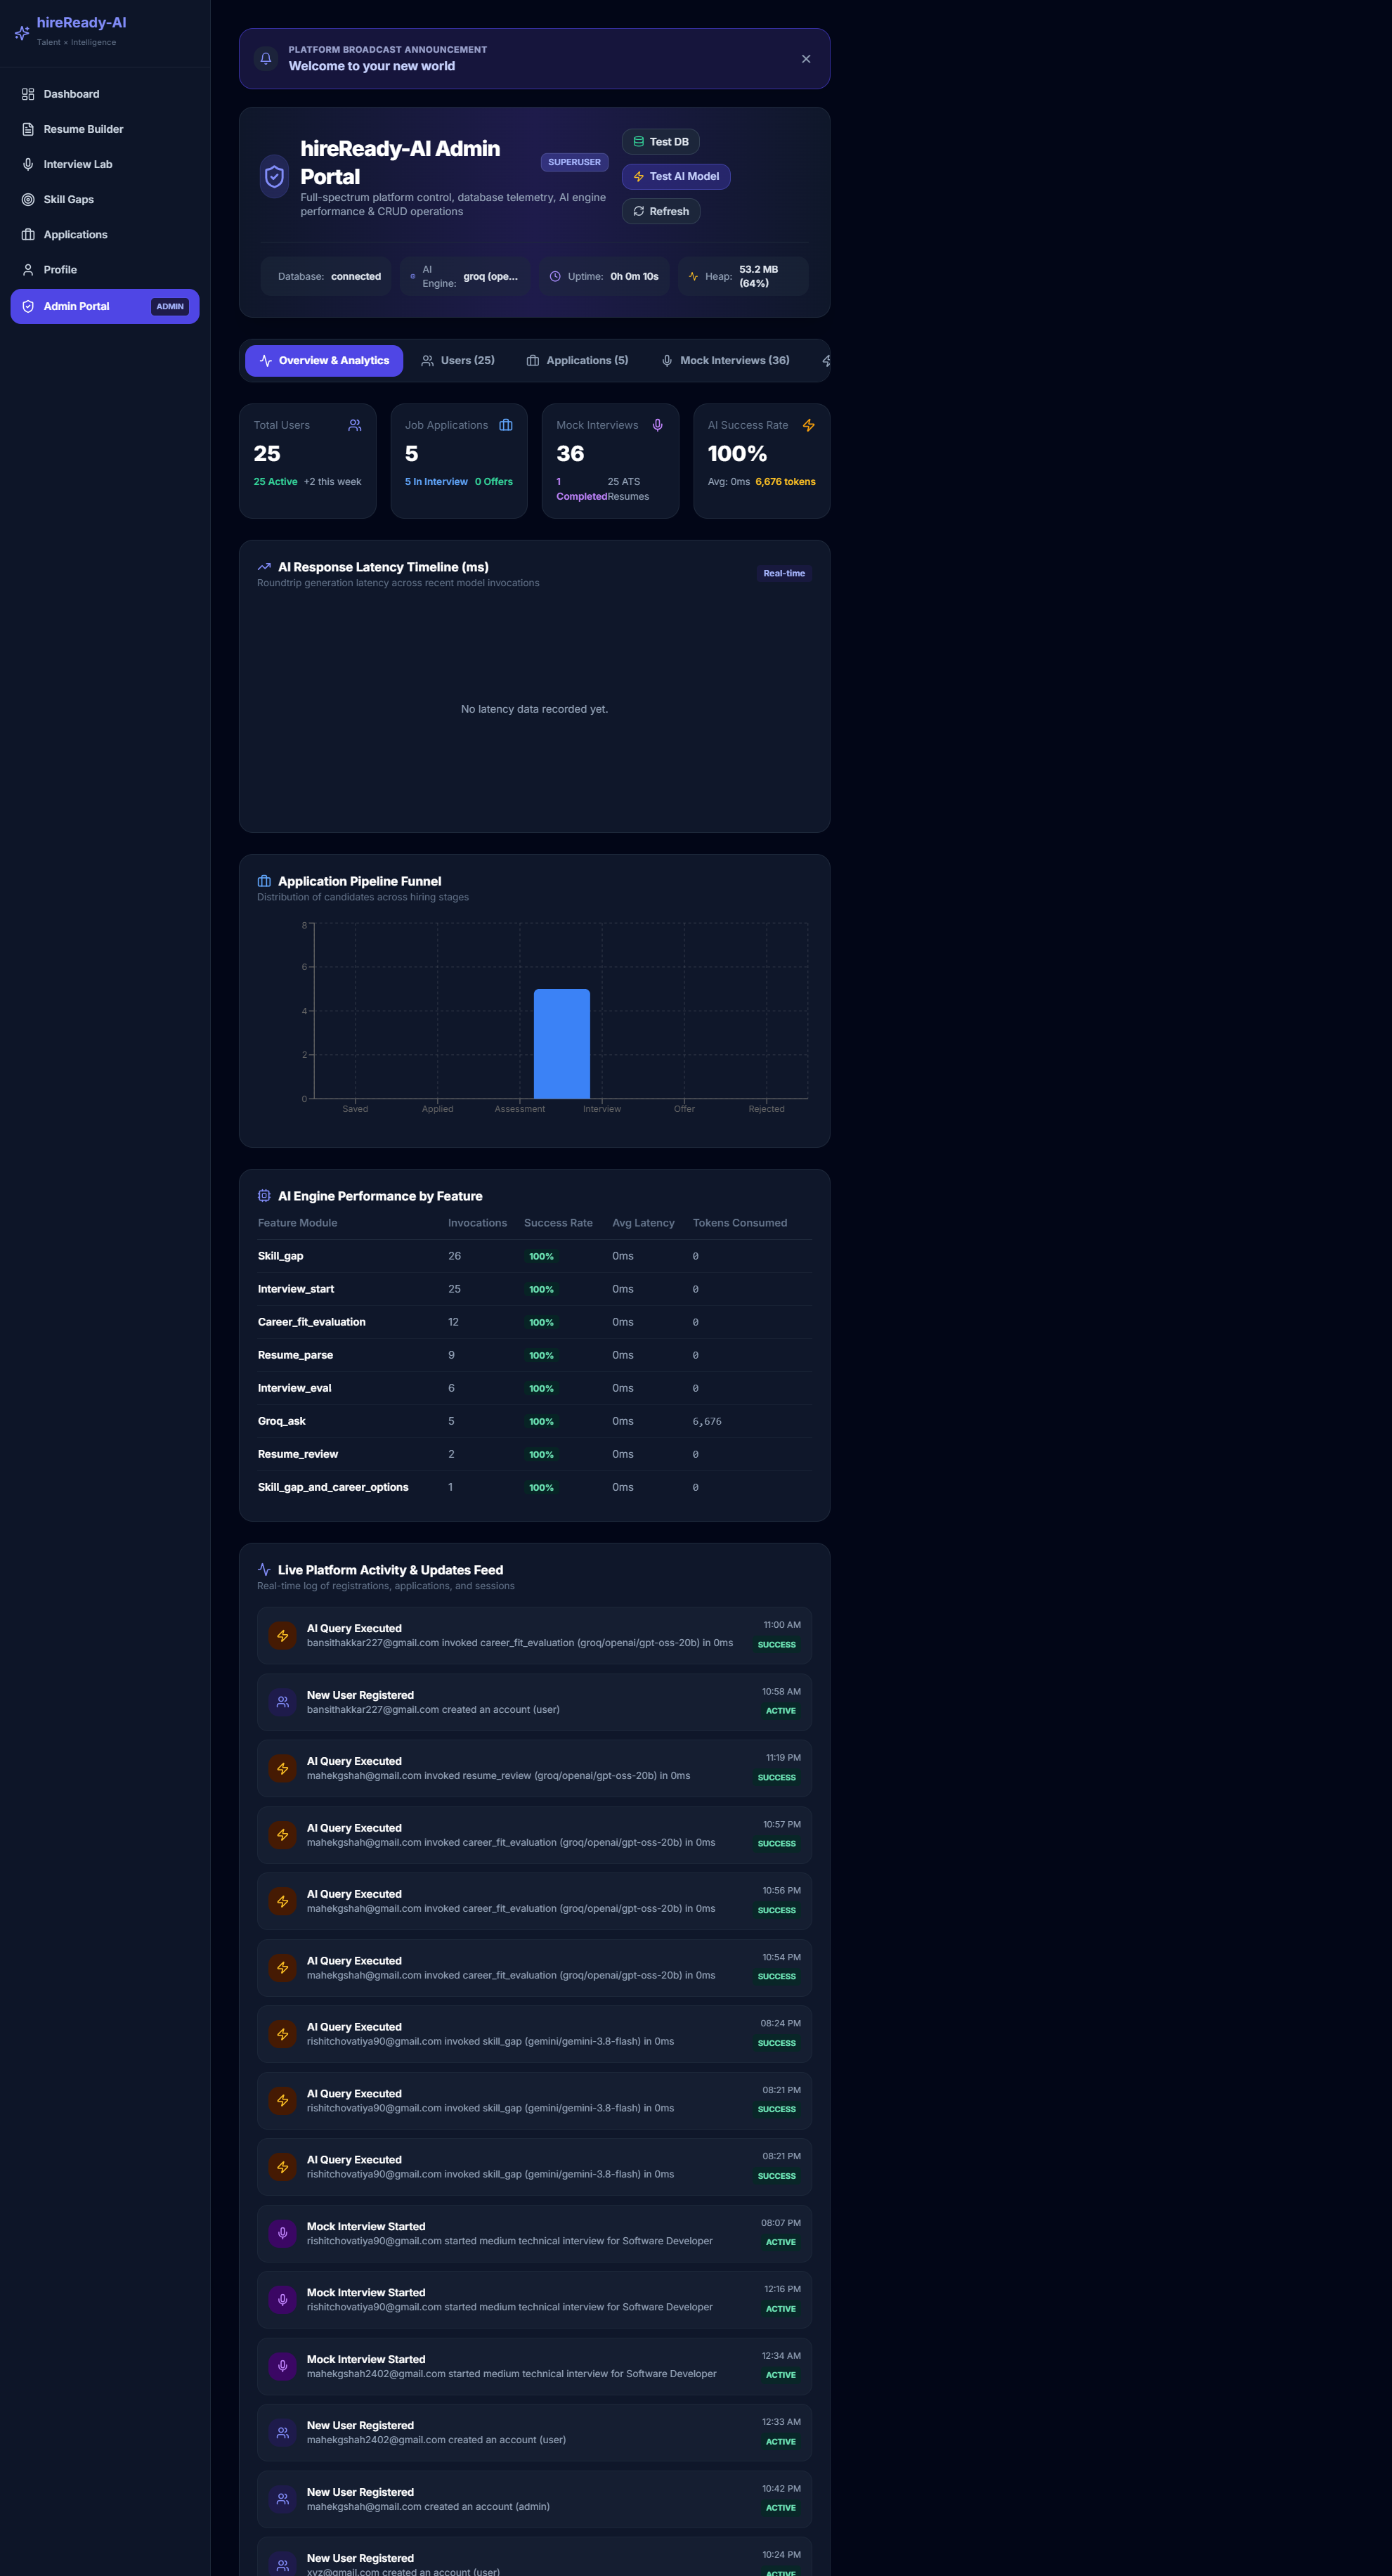 hireReady-AI
Talent × Intelligence
Dashboard
Resume Builder
Interview Lab
Skill Gaps
Applications
Profile
Admin Portal ADMIN
PLATFORM BROADCAST ANNOUNCEMENT
Welcome to your new world
hireReady-AI Admin
Portal
SUPERUSER
Full-spectrum platform control, database telemetry, AI engine
performance & CRUD operations
Test DB
Test AI Model
Refresh
Database: connected
AI
Engine: groq (ope...
Uptime: 0h 0m 10s
Heap: 53.2 MB
(64%)
Overview & Analytics
Users (25)
Applications (5)
Mock Interviews (36)
Total Users
25
25 Active +2 this week
Job Applications
5
5 In Interview 0 Offers
Mock Interviews
36
1 25 ATS
Completed Resumes
AI Success Rate
100%
Avg: 0ms 6,676 tokens
AI Response Latency Timeline (ms)
Roundtrip generation latency across recent model invocations
Real-time
No latency data recorded yet.
Application Pipeline Funnel
Distribution of candidates across hiring stages
8
6
4
2
0
Saved Applied Assessment Interview Offer Rejected
AI Engine Performance by Feature
Feature Module Invocations Success Rate Avg Latency Tokens Consumed
Skill_gap 26 100% 0ms 0
Interview_start 25 100% 0ms 0
Career_fit_evaluation 12 100% 0ms 0
Resume_parse 9 100% 0ms 0
Interview_eval 6 100% 0ms 0
Groq_ask 5 100% 0ms 6,676
Resume_review 2 100% 0ms 0
Skill_gap_and_career_options 1 100% 0ms 0
Live Platform Activity & Updates Feed
Real-time log of registrations, applications, and sessions
AI Query Executed
bansithakkar227@gmail.com invoked career_fit_evaluation (groq/openai/gpt-oss-20b) in 0ms
11:00 AM
SUCCESS
New User Registered
bansithakkar227@gmail.com created an account (user)
10:58 AM
ACTIVE
AI Query Executed
mahekgshah@gmail.com invoked resume_review (groq/openai/gpt-oss-20b) in 0ms
11:19 PM
SUCCESS
AI Query Executed
mahekgshah@gmail.com invoked career_fit_evaluation (groq/openai/gpt-oss-20b) in 0ms
10:57 PM
SUCCESS
AI Query Executed
mahekgshah@gmail.com invoked career_fit_evaluation (groq/openai/gpt-oss-20b) in 0ms
10:56 PM
SUCCESS
AI Query Executed
mahekgshah@gmail.com invoked career_fit_evaluation (groq/openai/gpt-oss-20b) in 0ms
10:54 PM
SUCCESS
AI Query Executed
rishitchovatiya90@gmail.com invoked skill_gap (gemini/gemini-3.8-flash) in 0ms
08:24 PM
SUCCESS
AI Query Executed
rishitchovatiya90@gmail.com invoked skill_gap (gemini/gemini-3.8-flash) in 0ms
08:21 PM
SUCCESS
AI Query Executed
rishitchovatiya90@gmail.com invoked skill_gap (gemini/gemini-3.8-flash) in 0ms
08:21 PM
SUCCESS
Mock Interview Started
rishitchovatiya90@gmail.com started medium technical interview for Software Developer
08:07 PM
ACTIVE
Mock Interview Started
rishitchovatiya90@gmail.com started medium technical interview for Software Developer
12:16 PM
ACTIVE
Mock Interview Started
mahekgshah2402@gmail.com started medium technical interview for Software Developer
12:34 AM
ACTIVE
New User Registered
mahekgshah2402@gmail.com created an account (user)
12:33 AM
ACTIVE
New User Registered
mahekgshah@gmail.com created an account (admin)
10:42 PM
ACTIVE
New User Registered
xyz@gmail.com created an account (user)
10:24 PM
ACTIVE